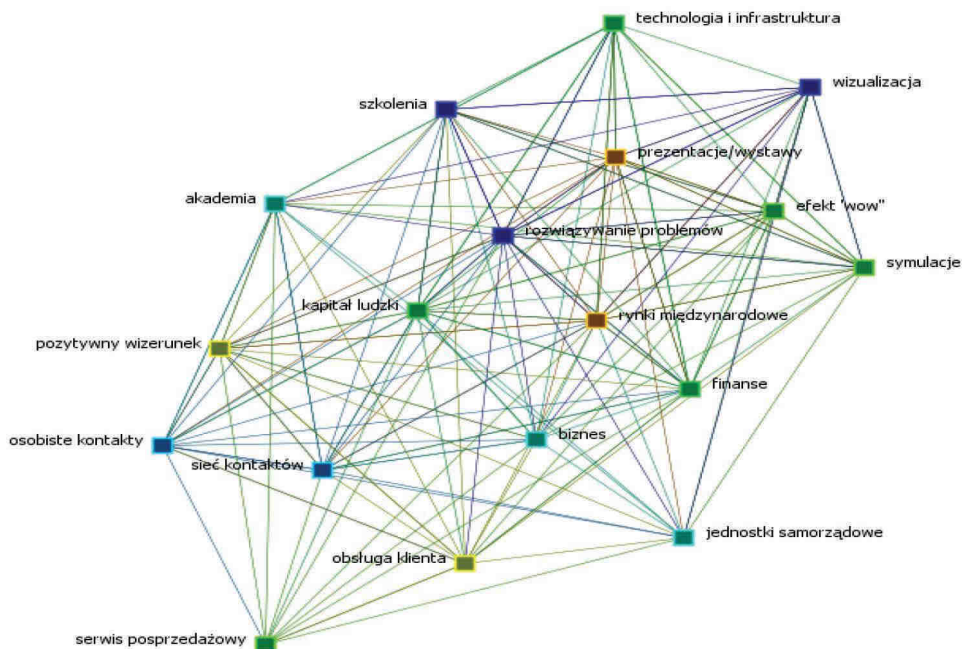 technologia i infrastruktura
wizualizacja
szkolenia
prezentacje/wystawy
akademia
efekt 'wow"
rozwiązywanie problemów
symulacje
kapitał ludzki
rynki międzynarodowe
pozytywny wizerunek
finanse
osobiste kontakty
biznes
sieć kontaktów
jednostki samorządowe
obsługa klienta
serwis posprzedażowy